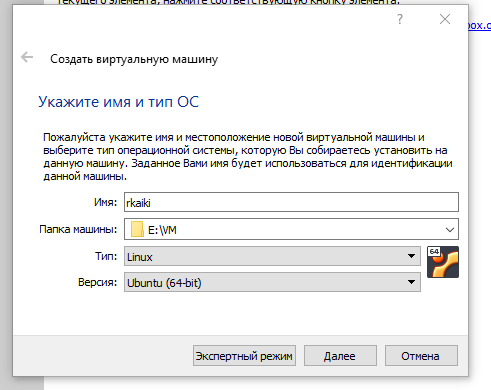 текущего элемента, нажмите соответствующую кнопку элемента.
box.o
Создать виртуальную машину
Укажите имя и тип ОС
Пожалуйста укажите имя и местоположение новой виртуальной машины и
выберите тип операционной системы, которую Вы собираетесь установить на
данную машину. Заданное Вами имя будет использоваться для идентификации
данной машины.
Имя: rkaiki
Папка машины: E:\VM
Тип: Linux
64
Версия: Ubuntu (64-bit)
Экспертный режим Далее Отмена